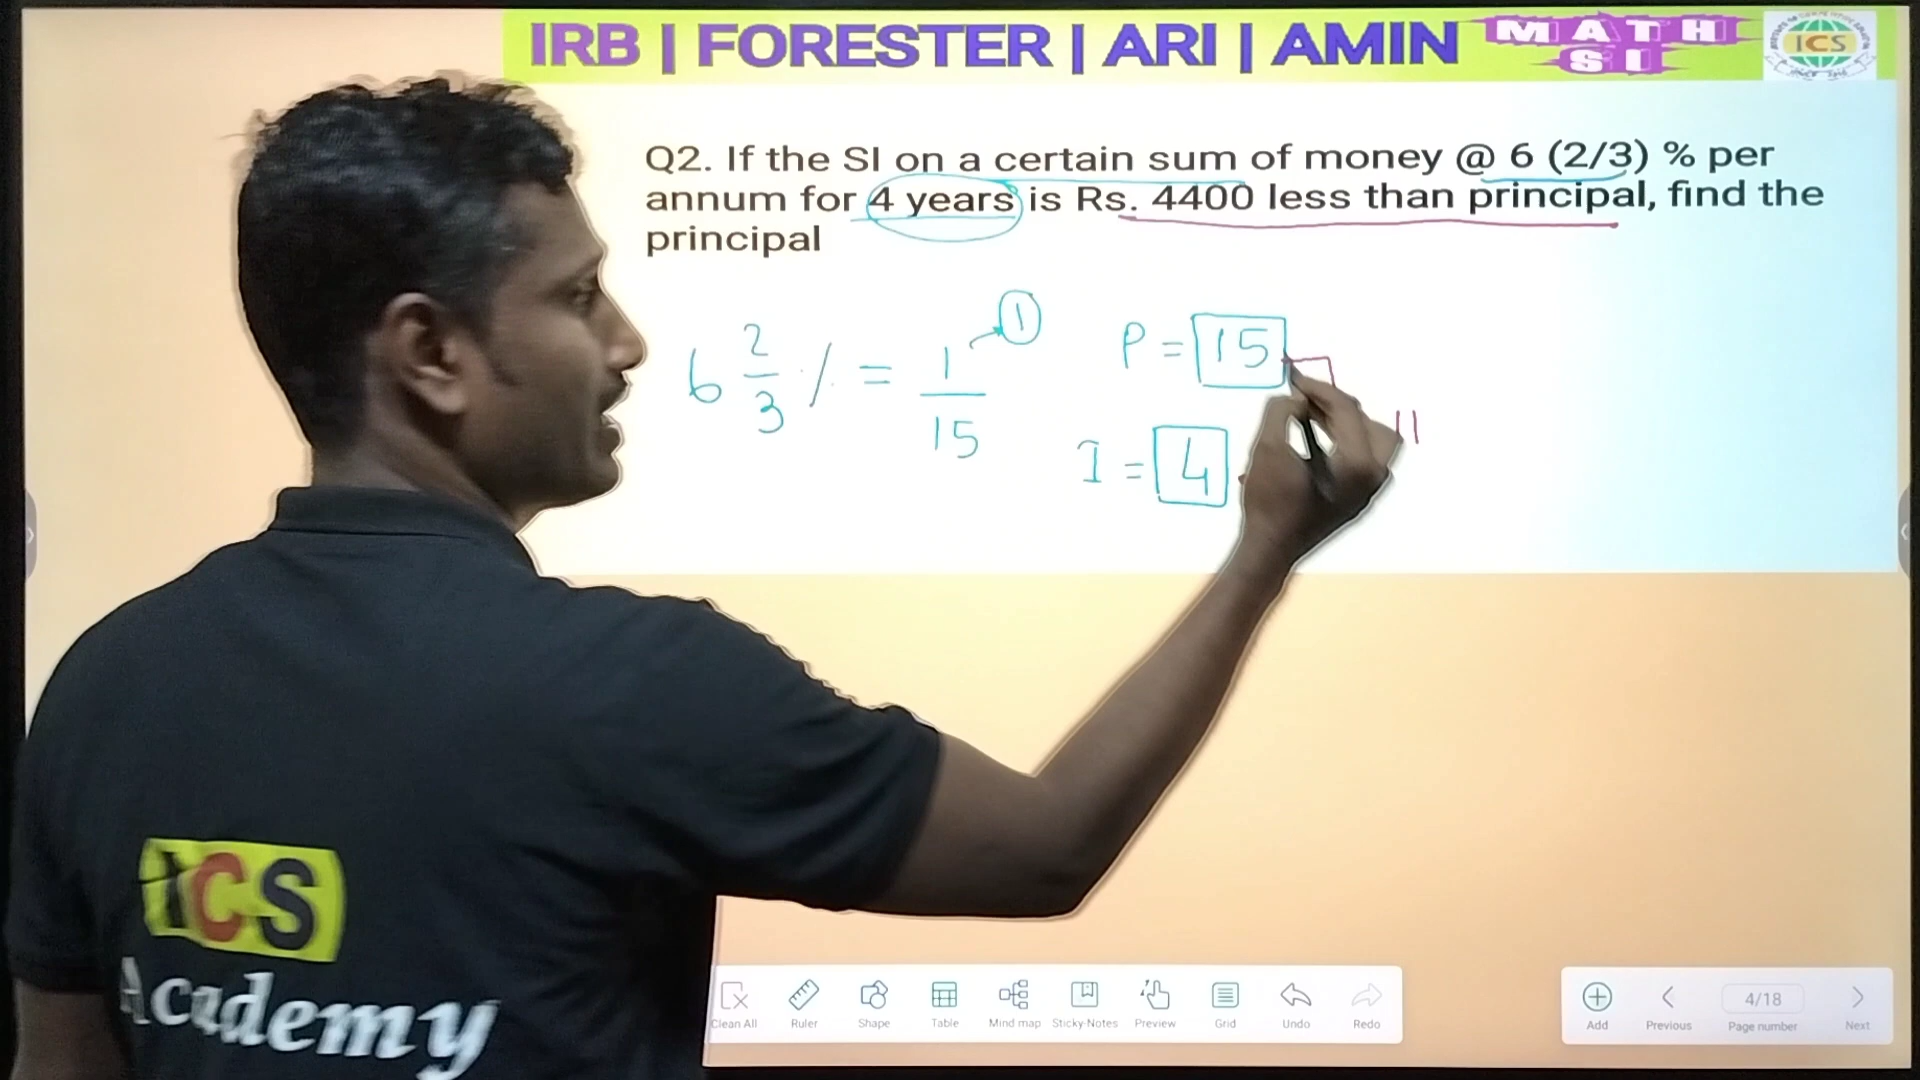 IRB | FORESTER | ARI | AMIN
MATH
SI
ICS
Q2. If the SI on a certain sum of money @ 6 (2/3) % per
annum for 4 years is Rs. 4400 less than principal, find the
principal
6 2/3 % = 1/15
1
P = 15
I = 4
11
ICS
Academy
Clean All
Ruler
Shape
Table
Mind map
Sticky-Notes
Preview
Grid
Undo
Redo
Add
Previous
4/18
Page number
Next